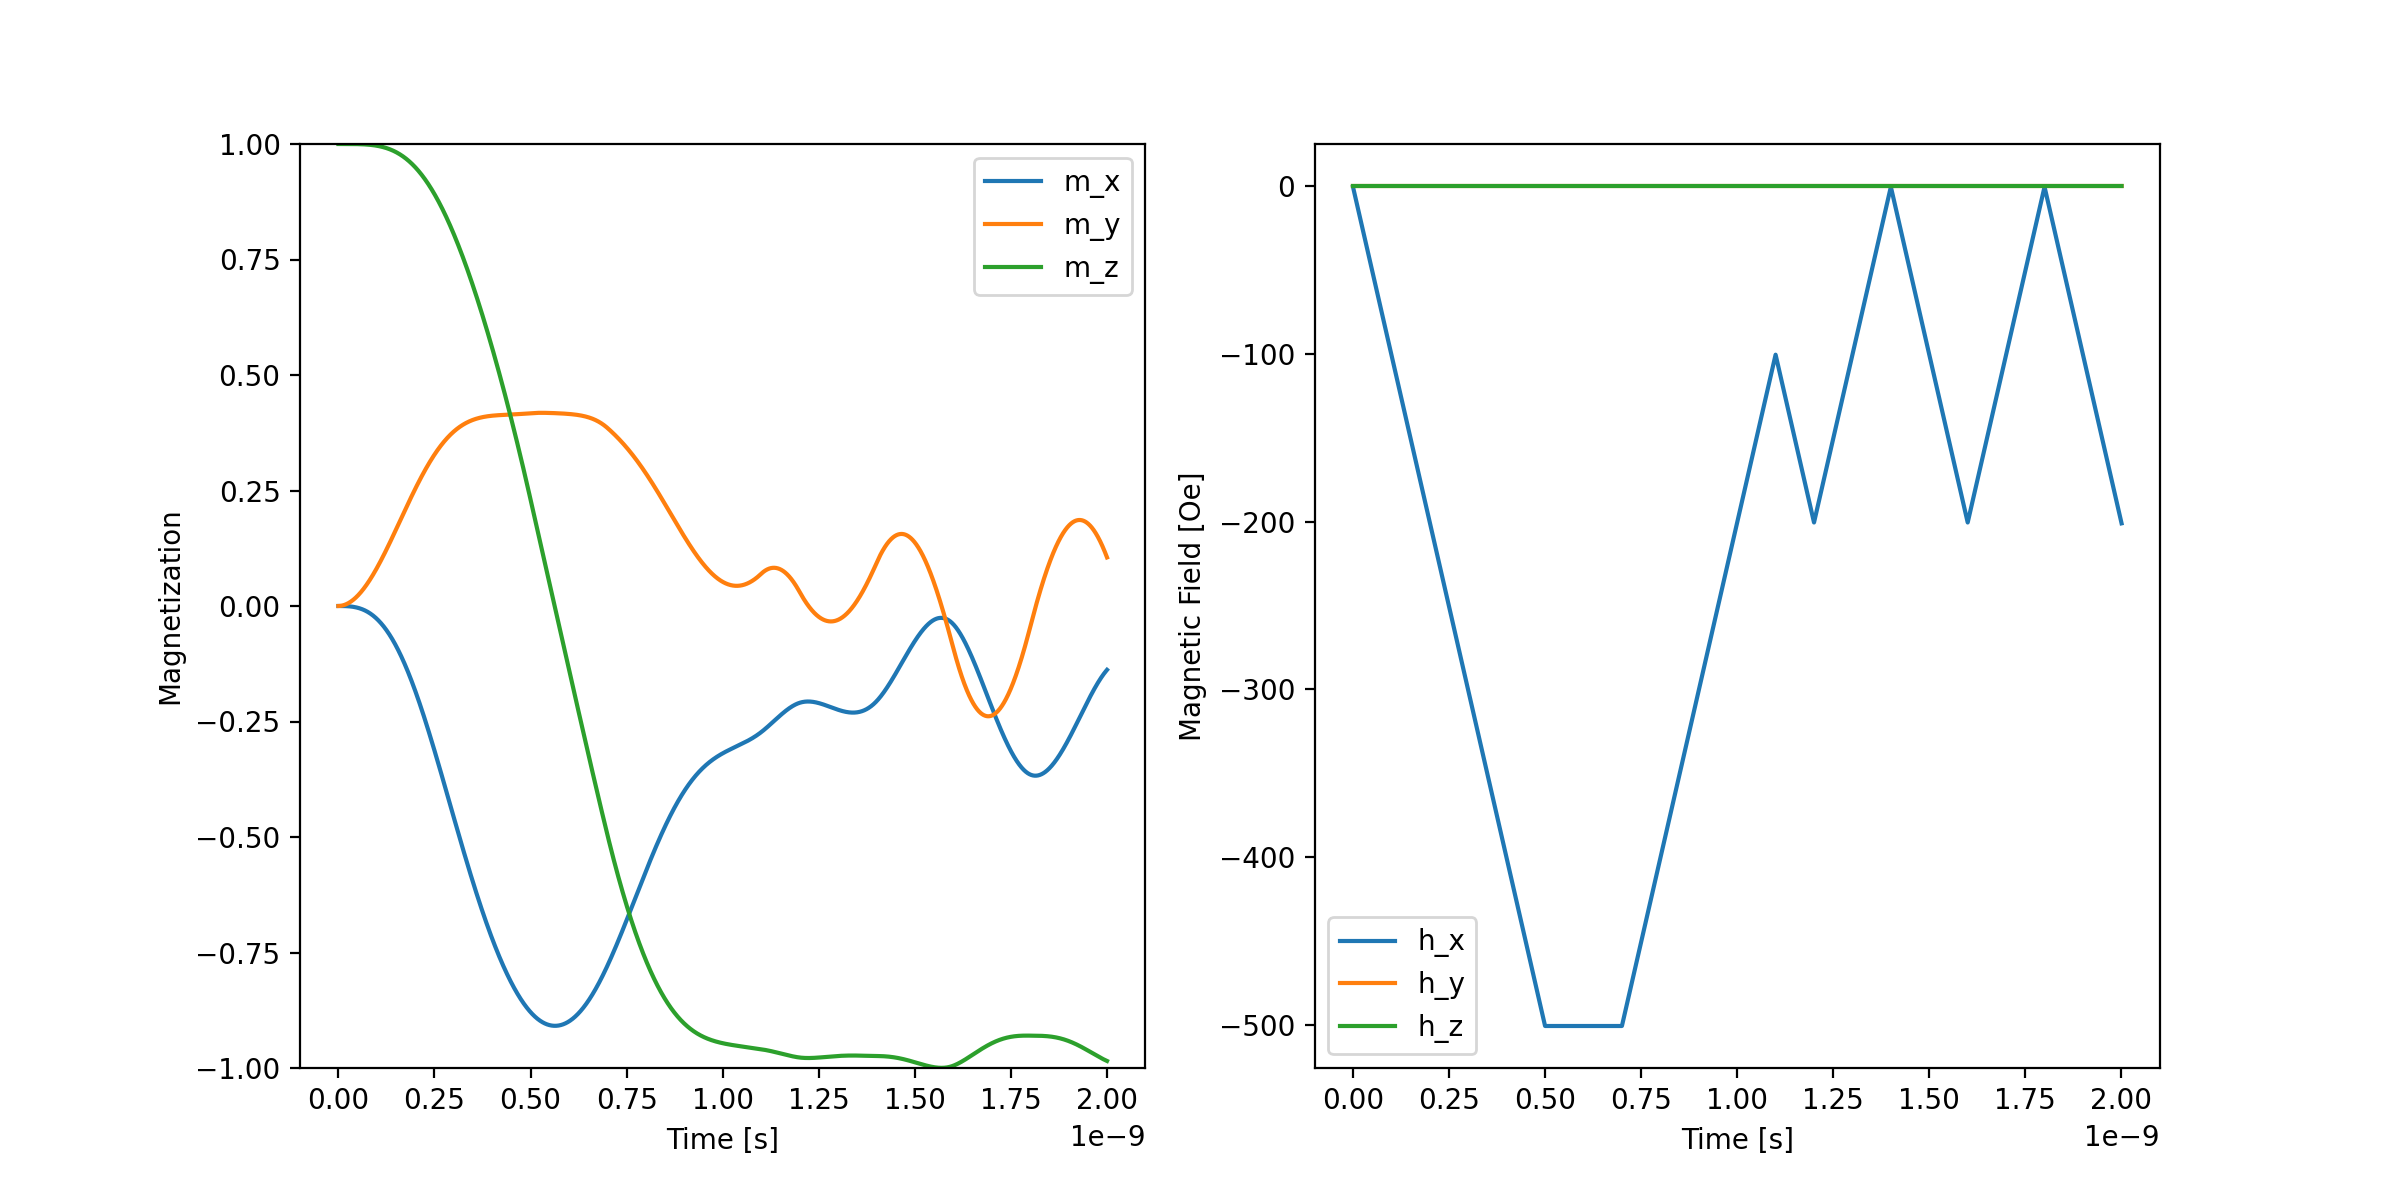 Magnetization
1.00
0.75
0.50
0.25
0.00
−0.25
−0.50
−0.75
−1.00
m_x
m_y
m_z
0.00 0.25 0.50 0.75 1.00 1.25 1.50 1.75 2.00
Time [s]
1e−9
Magnetic Field [Oe]
0
−100
−200
−300
−400
−500
h_x
h_y
h_z
0.00 0.25 0.50 0.75 1.00 1.25 1.50 1.75 2.00
Time [s]
1e−9